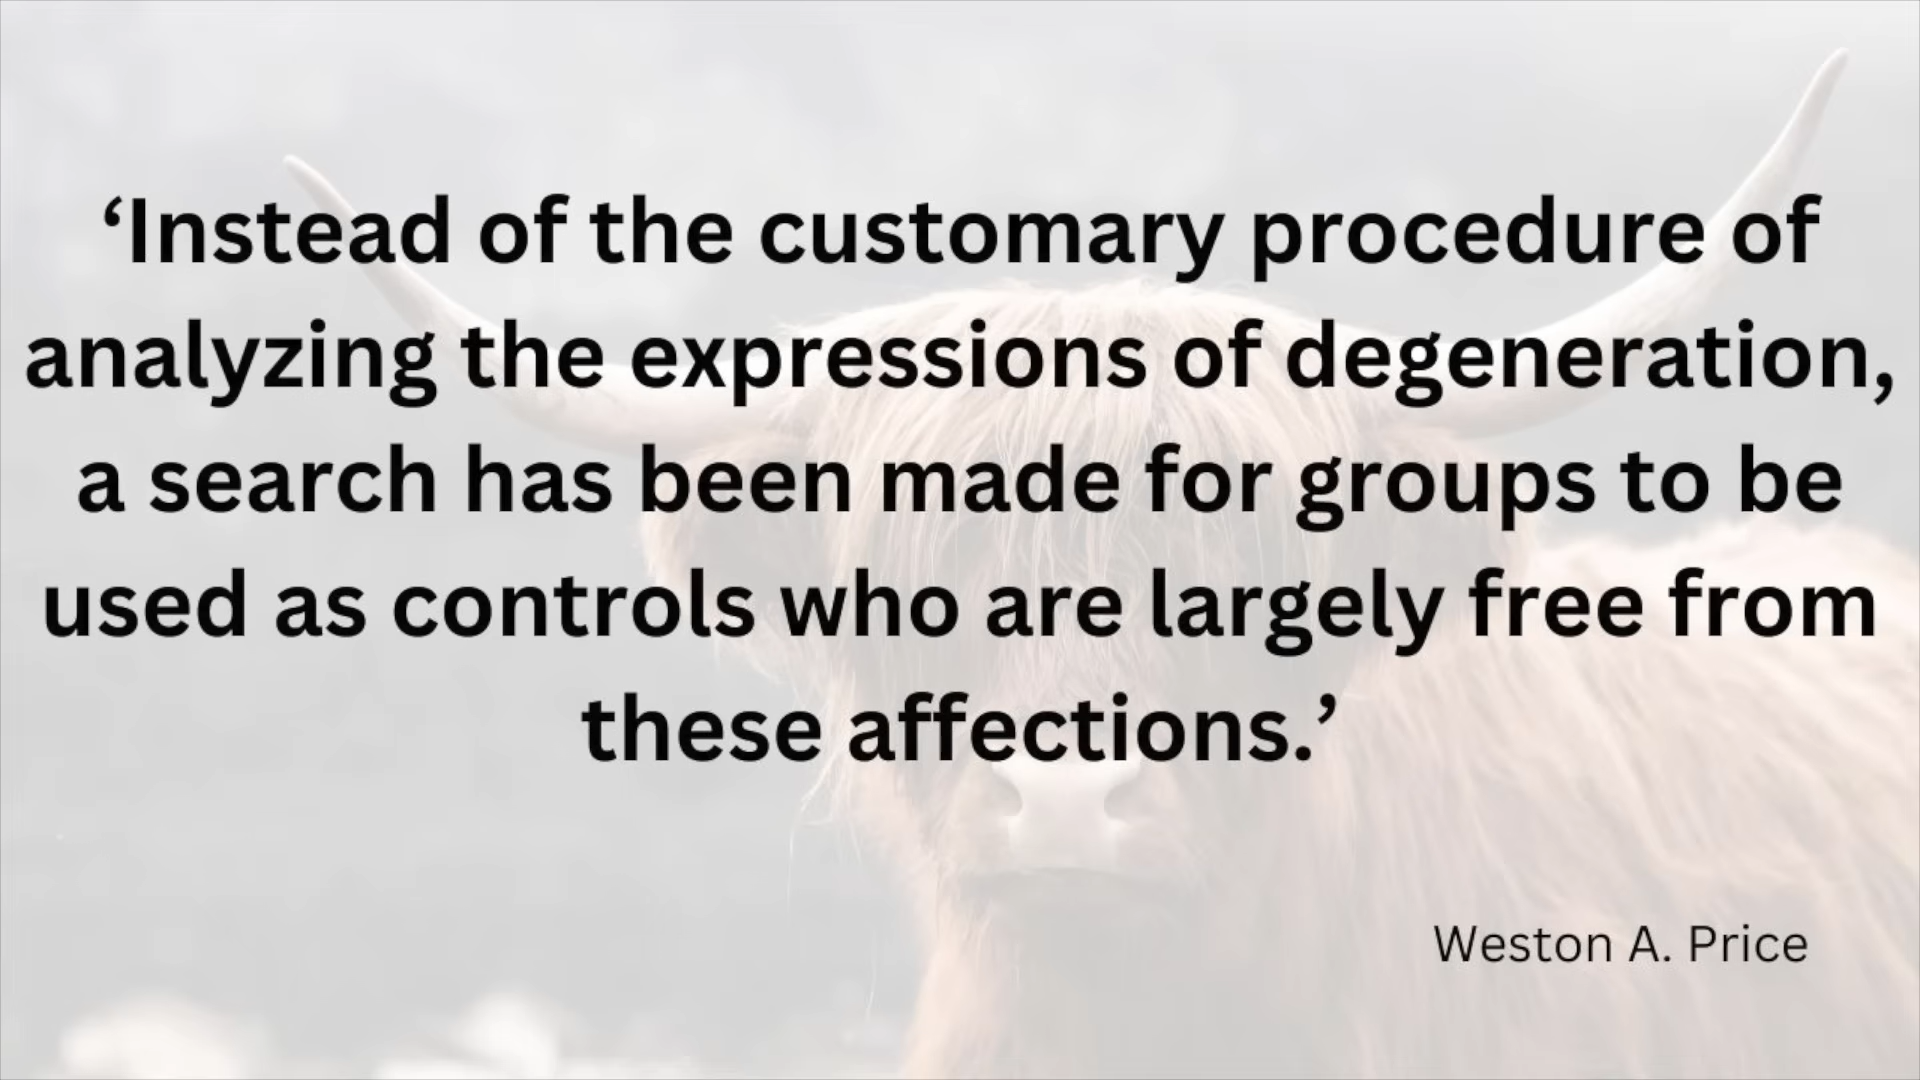 ‘Instead of the customary procedure of
analyzing the expressions of degeneration,
a search has been made for groups to be
used as controls who are largely free from
these affections.’
Weston A. Price